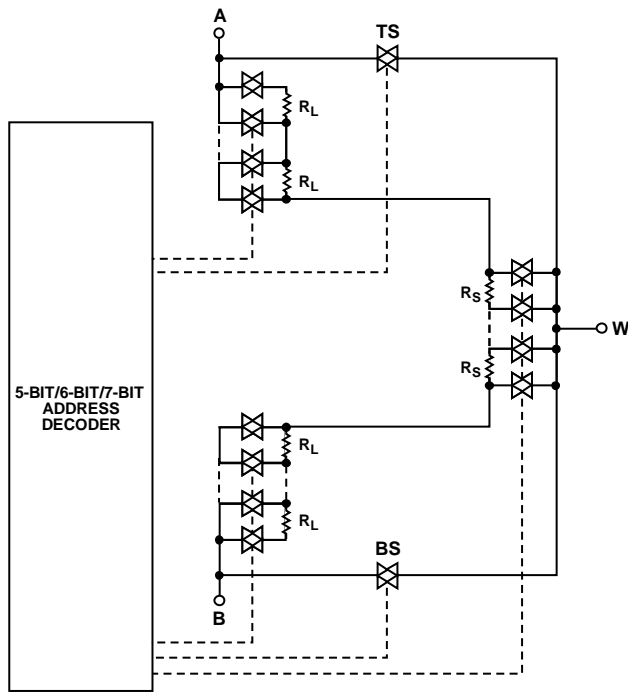 A
TS
R_L
R_L
R_S
W
R_S
5-BIT/6-BIT/7-BIT
ADDRESS
DECODER
R_L
R_L
BS
B